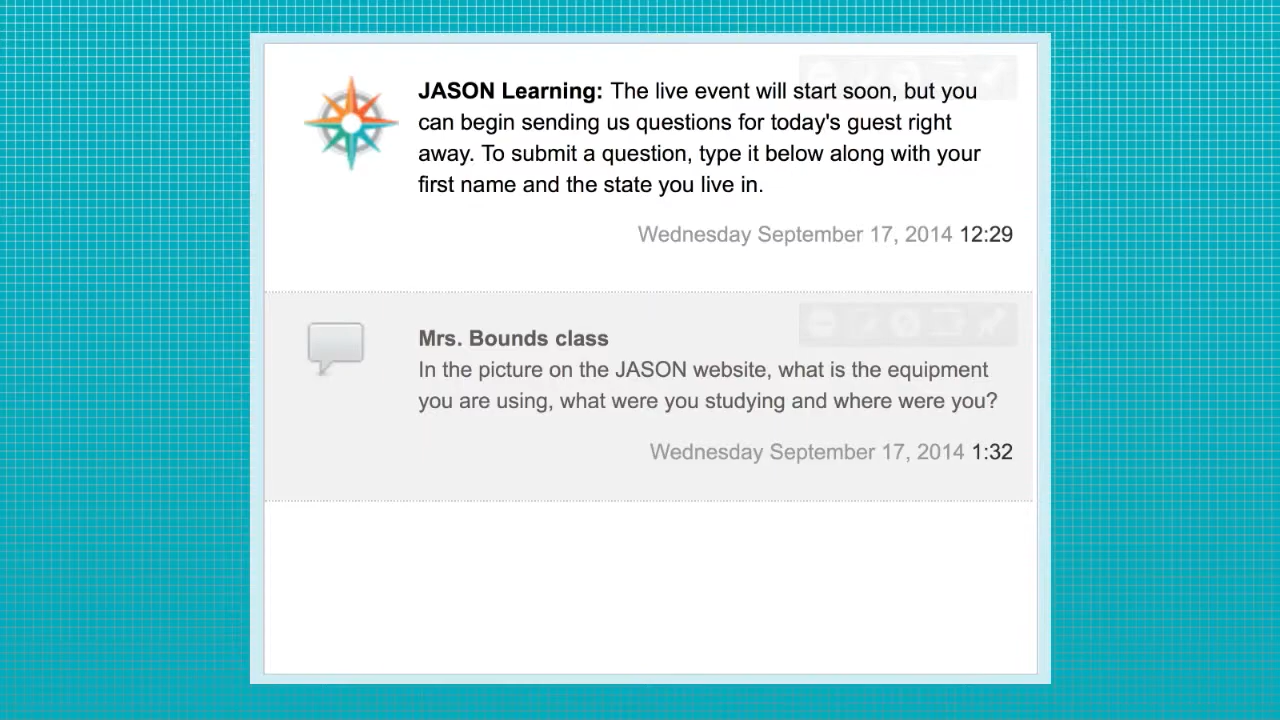 JASON Learning: The live event will start soon, but you
can begin sending us questions for today's guest right
away. To submit a question, type it below along with your
first name and the state you live in.
Wednesday September 17, 2014 12:29
Mrs. Bounds class
In the picture on the JASON website, what is the equipment
you are using, what were you studying and where were you?
Wednesday September 17, 2014 1:32